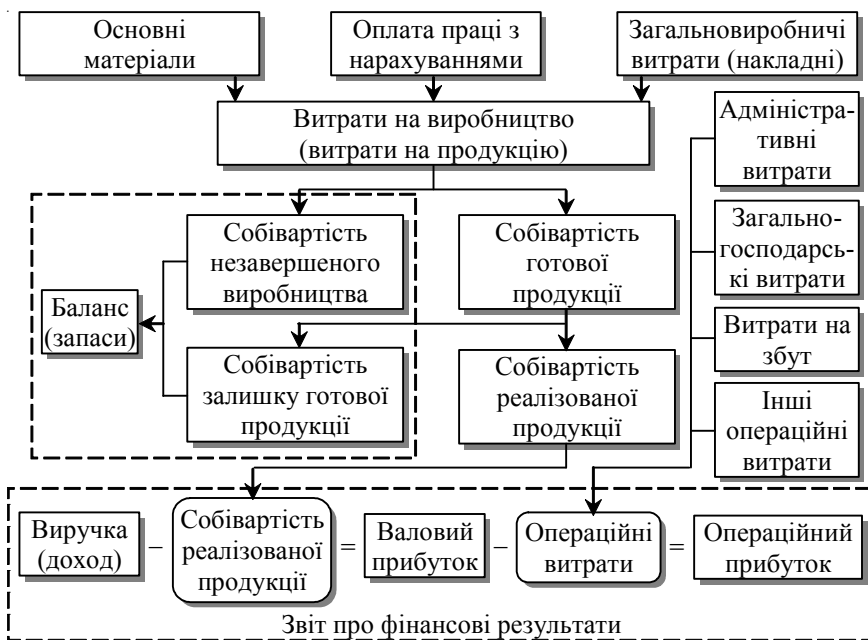 Основні
матеріали
Оплата праці з
нарахуваннями
Загальновиробничі
витрати (накладні)
Витрати на виробництво
(витрати на продукцію)
Адміністра-
тивні
витрати
Собівартість
незавершеного
виробництва
Собівартість
готової
продукції
Загально-
господарсь-
кі витрати
Баланс
(запаси)
Витрати на
збут
Собівартість
залишку готової
продукції
Собівартість
реалізованої
продукції
Інші
операційні
витрати
Виручка
(доход)
–
Собівартість
реалізованої
продукції
=
Валовий
прибуток
–
Операційні
витрати
=
Операційний
прибуток
Звіт про фінансові результати